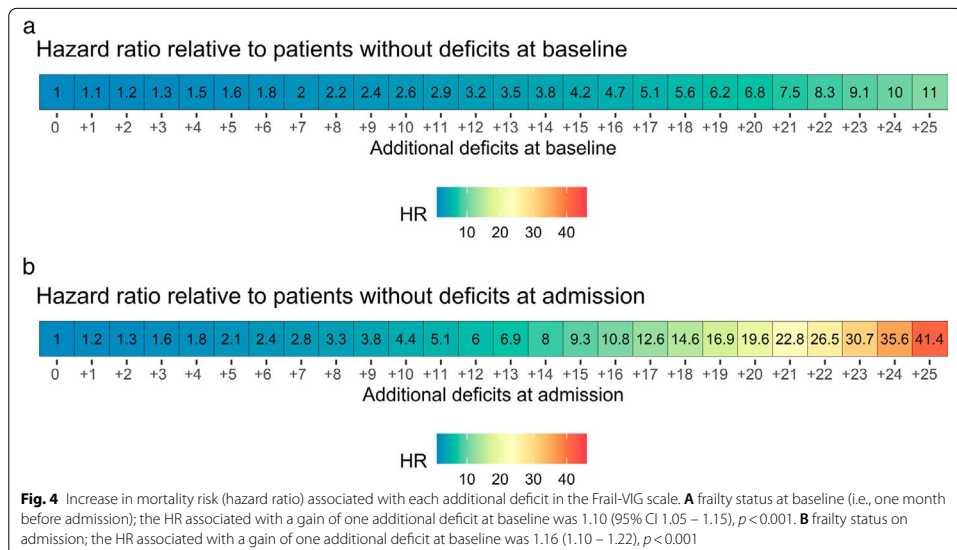 a
Hazard ratio relative to patients without deficits at baseline
1 1.1 1.2 1.3 1.5 1.6 1.8 2 2.2 2.4 2.6 2.9 3.2 3.5 3.8 4.2 4.7 5.1 5.6 6.2 6.8 7.5 8.3 9.1 10 11
0 +1 +2 +3 +4 +5 +6 +7 +8 +9 +10 +11 +12 +13 +14 +15 +16 +17 +18 +19 +20 +21 +22 +23 +24 +25
Additional deficits at baseline
HR
10 20 30 40
b
Hazard ratio relative to patients without deficits at admission
1 1.2 1.3 1.6 1.8 2.1 2.4 2.8 3.3 3.8 4.4 5.1 6 6.9 8 9.3 10.8 12.6 14.6 16.9 19.6 22.8 26.5 30.7 35.6 41.4
0 +1 +2 +3 +4 +5 +6 +7 +8 +9 +10 +11 +12 +13 +14 +15 +16 +17 +18 +19 +20 +21 +22 +23 +24 +25
Additional deficits at admission
HR
10 20 30 40
Fig. 4 Increase in mortality risk (hazard ratio) associated with each additional deficit in the Frail-VIG scale. A frailty status at baseline (i.e., one month
before admission); the HR associated with a gain of one additional deficit at baseline was 1.10 (95% CI 1.05 – 1.15), p < 0.001. B frailty status on
admission; the HR associated with a gain of one additional deficit at baseline was 1.16 (1.10 – 1.22), p < 0.001